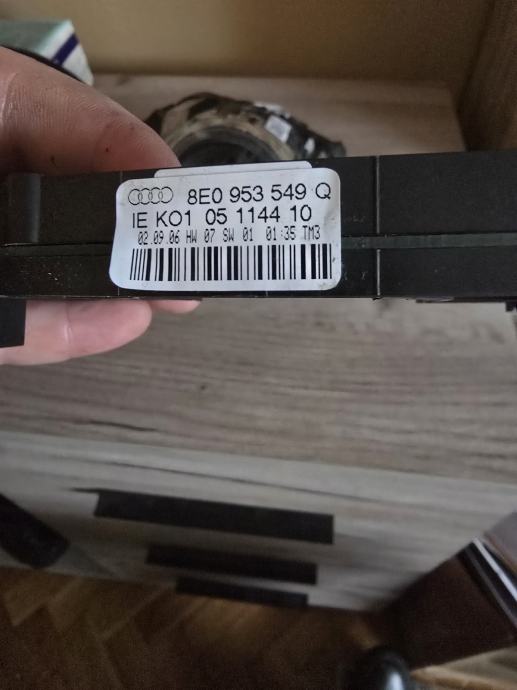 8E0 953 549 Q
IE KO1 05 1144 10
02.09.06 HW 07 SW 01 01:35 TM3